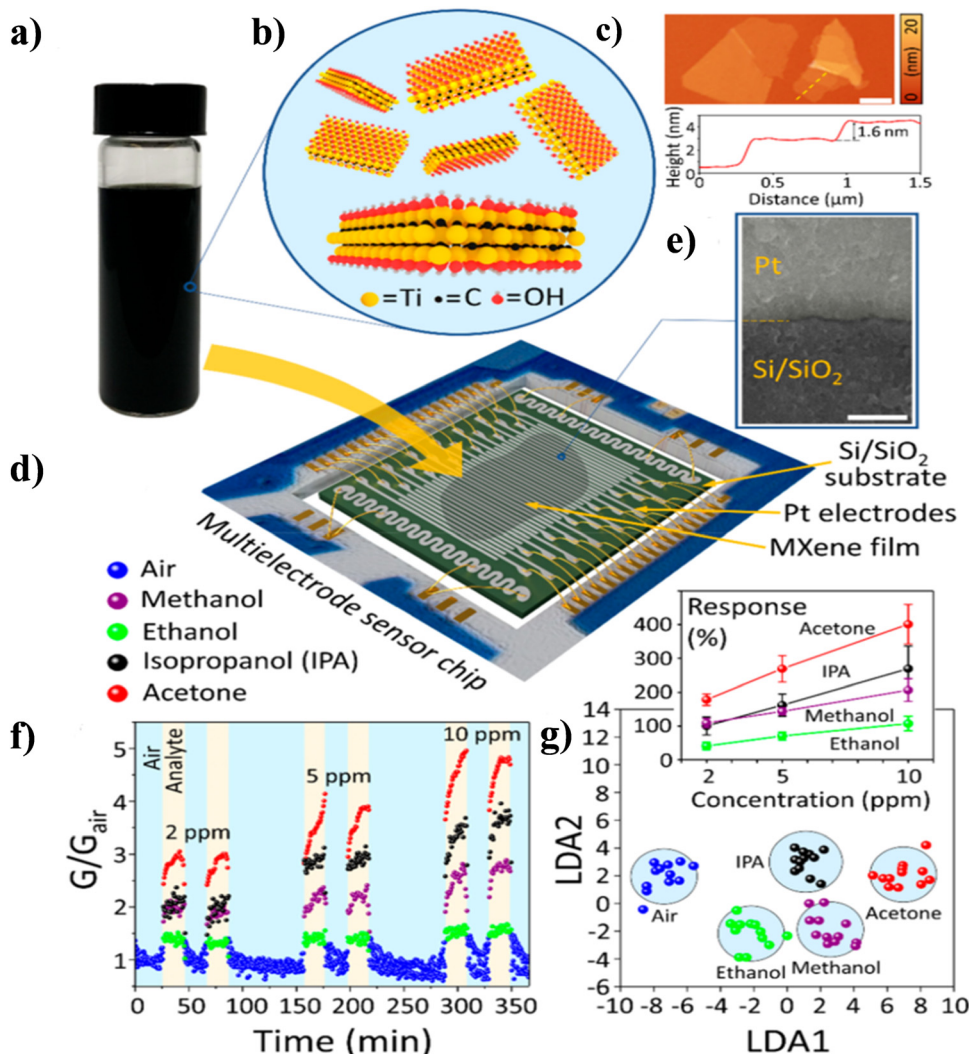 a)
b)
=Ti =C =OH
c)
0 (nm) 20
Height (nm)
4
2
0
1.6 nm
0 0.5 1 1.5
Distance (µm)
e)
Pt
Si/SiO2
d)
Si/SiO2
substrate
Pt electrodes
MXene film
Multielectrode sensor chip
Air
Methanol
Ethanol
Isopropanol (IPA)
Acetone
f)
G/Gair
5
4
3
2
1
Air
Analyte
2 ppm
5 ppm
10 ppm
0 50 100 150 200 250 300 350
Time (min)
g)
Response
(%)
400
300
200
100
0
Acetone
IPA
Methanol
Ethanol
2 5 10
Concentration (ppm)
LDA2
14
12
10
8
6
4
2
0
-2
-4
-6
Air
IPA
Acetone
Ethanol
Methanol
-10 -8 -6 -4 -2 0 2 4 6 8 10
LDA1